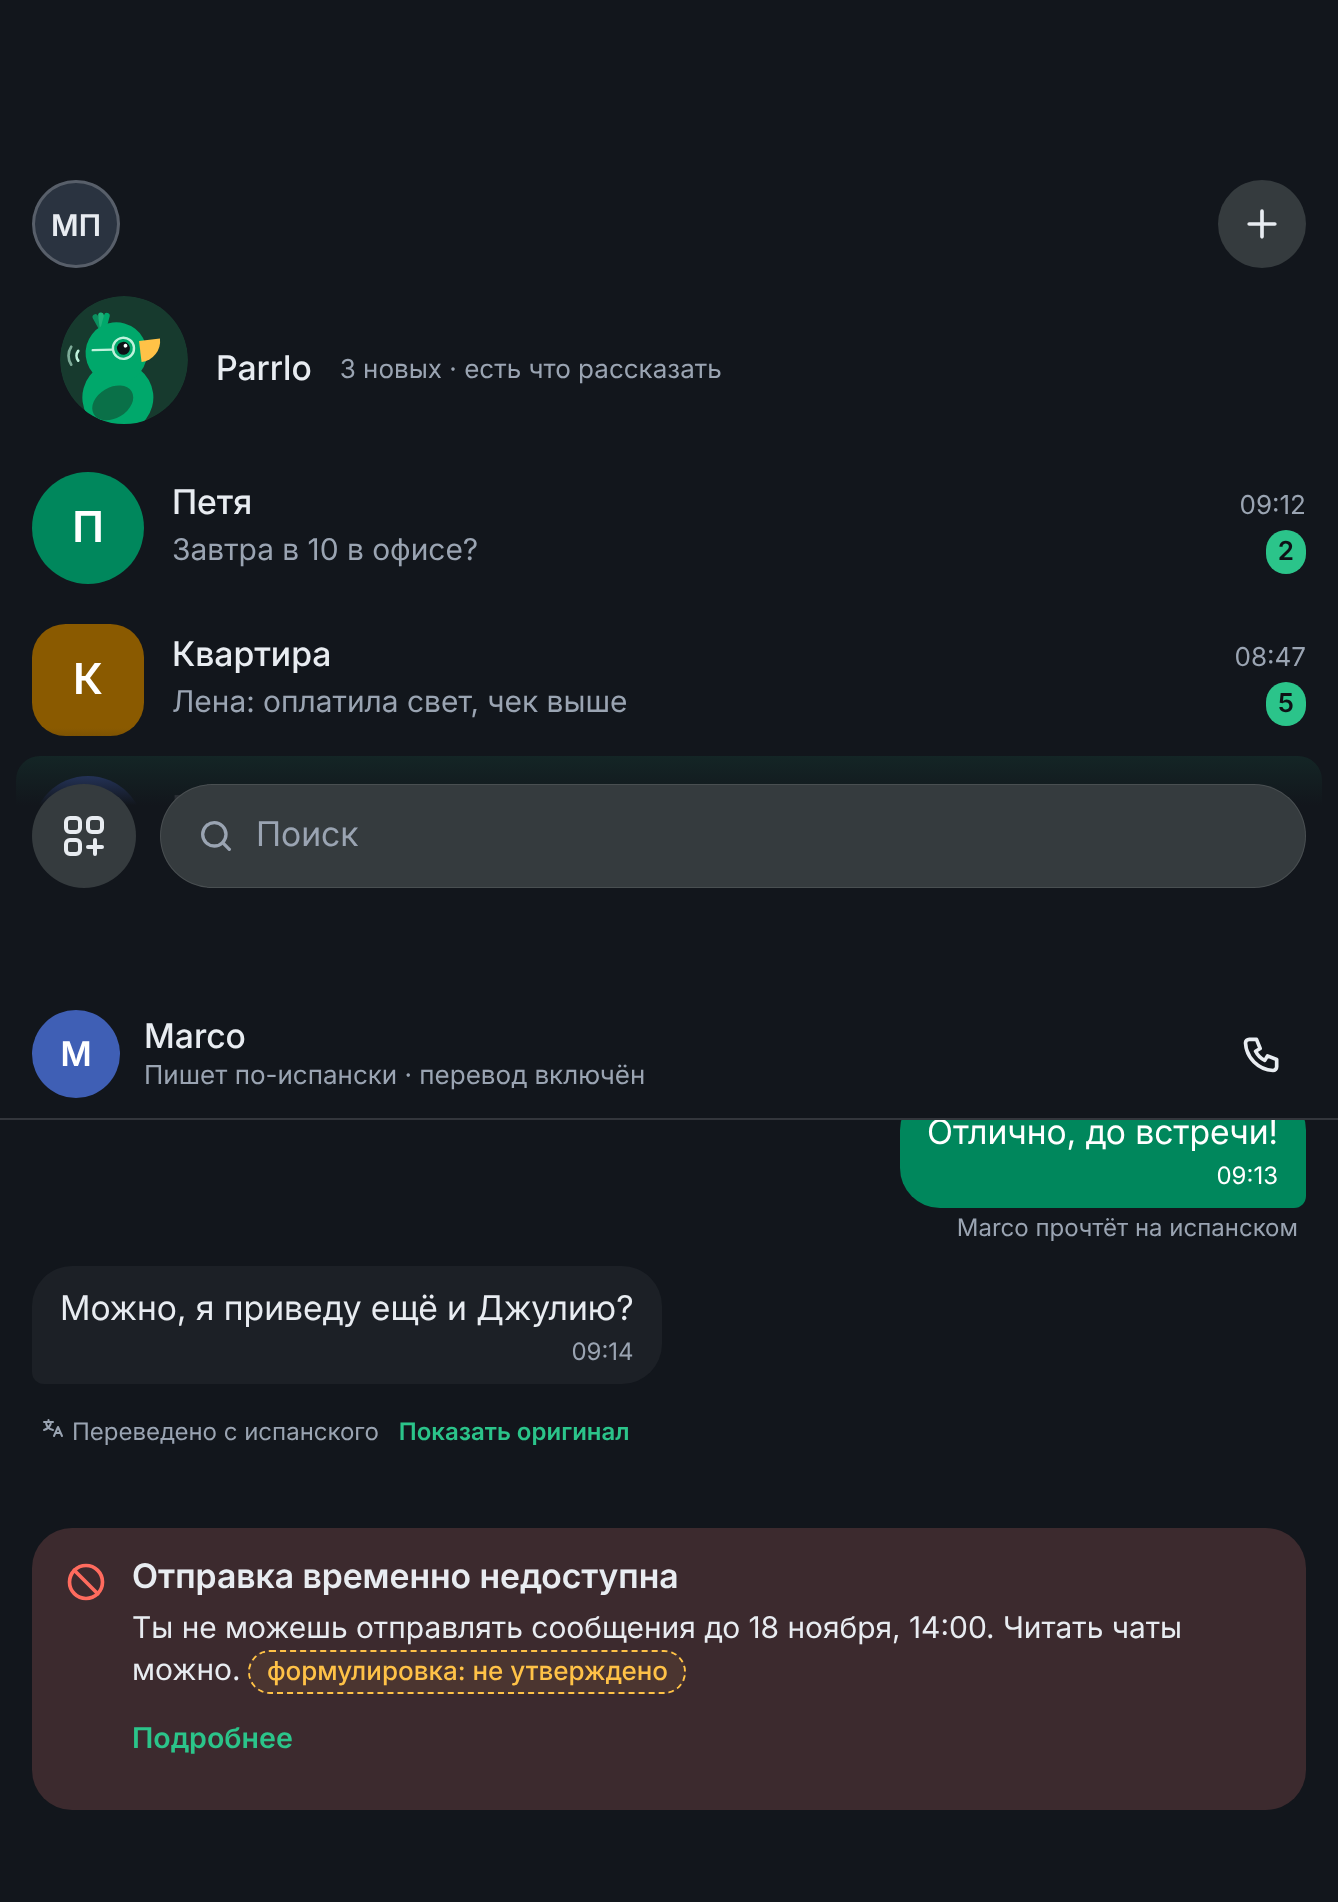 МП
Parrlo 3 новых · есть что рассказать
П
Петя
09:12
Завтра в 10 в офисе?
2
К
Квартира
08:47
Лена: оплатила свет, чек выше
5
Поиск
M
Marco
Пишет по-испански · перевод включён
Отлично, до встречи!
09:13
Marco прочтёт на испанском
Можно, я приведу ещё и Джулию?
09:14
Переведено с испанского Показать оригинал
Отправка временно недоступна
Ты не можешь отправлять сообщения до 18 ноября, 14:00. Читать чаты
можно. формулировка: не утверждено
Подробнее